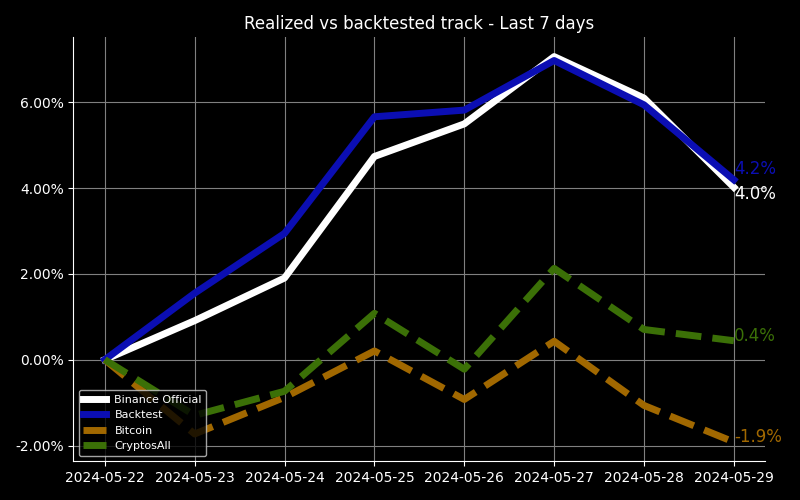 Realized vs backtested track - Last 7 days
6.00%
4.00%
2.00%
0.00%
-2.00%
4.2%
4.0%
0.4%
-1.9%
Binance Official
Backtest
Bitcoin
CryptosAll
2024-05-22 2024-05-23 2024-05-24 2024-05-25 2024-05-26 2024-05-27 2024-05-28 2024-05-29